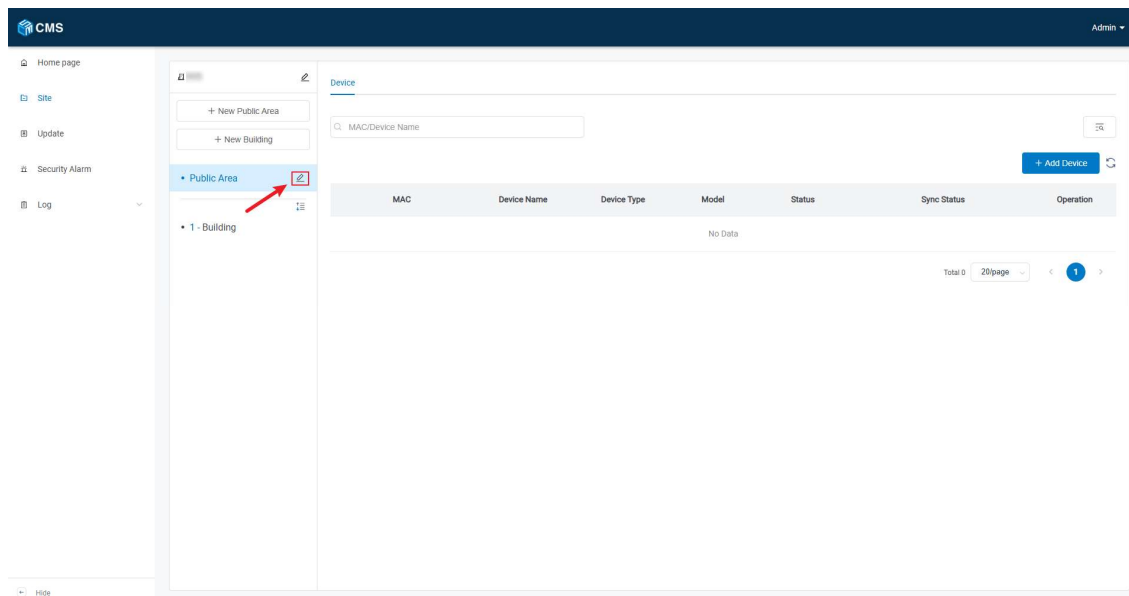 CMS
Admin
Home page
Site
Update
Security Alarm
Log
Hide
+ New Public Area
+ New Building
• Public Area
• 1 - Building
Device
MAC/Device Name
+ Add Device
MAC Device Name Device Type Model Status Sync Status Operation
No Data
Total 0 20/page < 1 >